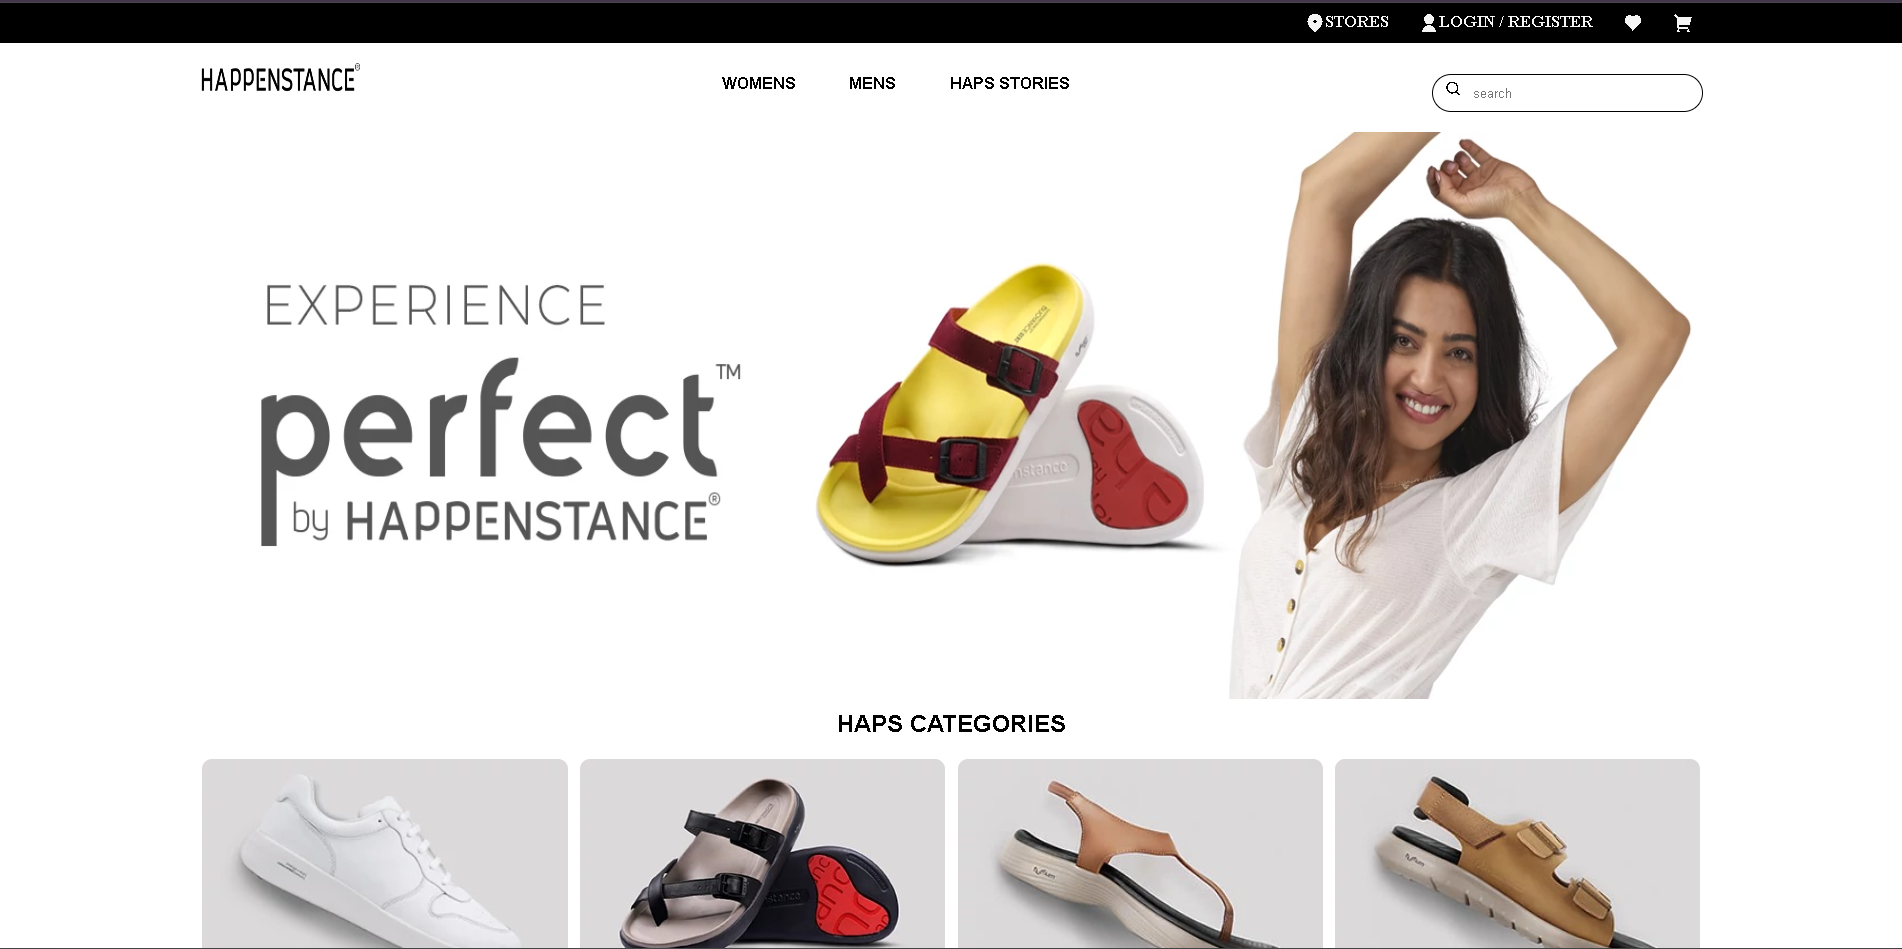 STORES
LOGIN / REGISTER
HAPPENSTANCE®
WOMENS
MENS
HAPS STORIES
search
EXPERIENCE
perfect™
by HAPPENSTANCE®
HAPS CATEGORIES